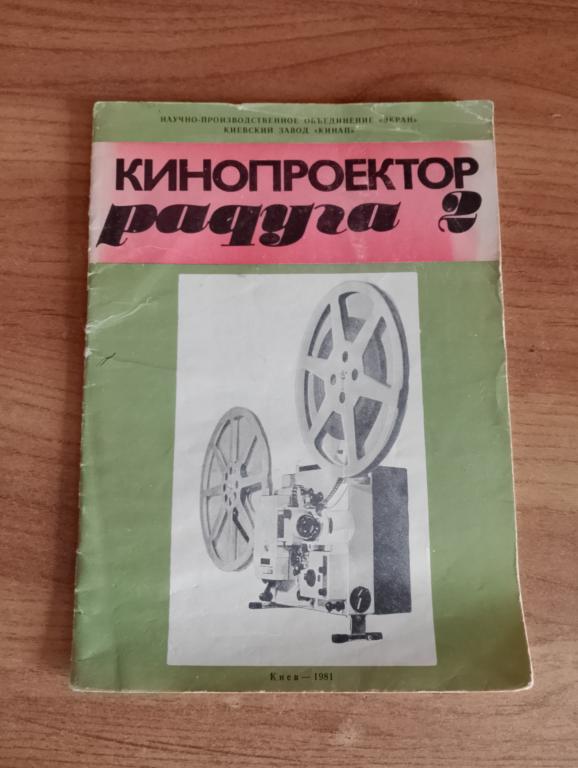 НАУЧНО-ПРОИЗВОДСТВЕННОЕ ОБЪЕДИНЕНИЕ «ЭКРАН»
КИЕВСКИЙ ЗАВОД «КИНАП»
КИНОПРОЕКТОР
радуга 2
Киев — 1981